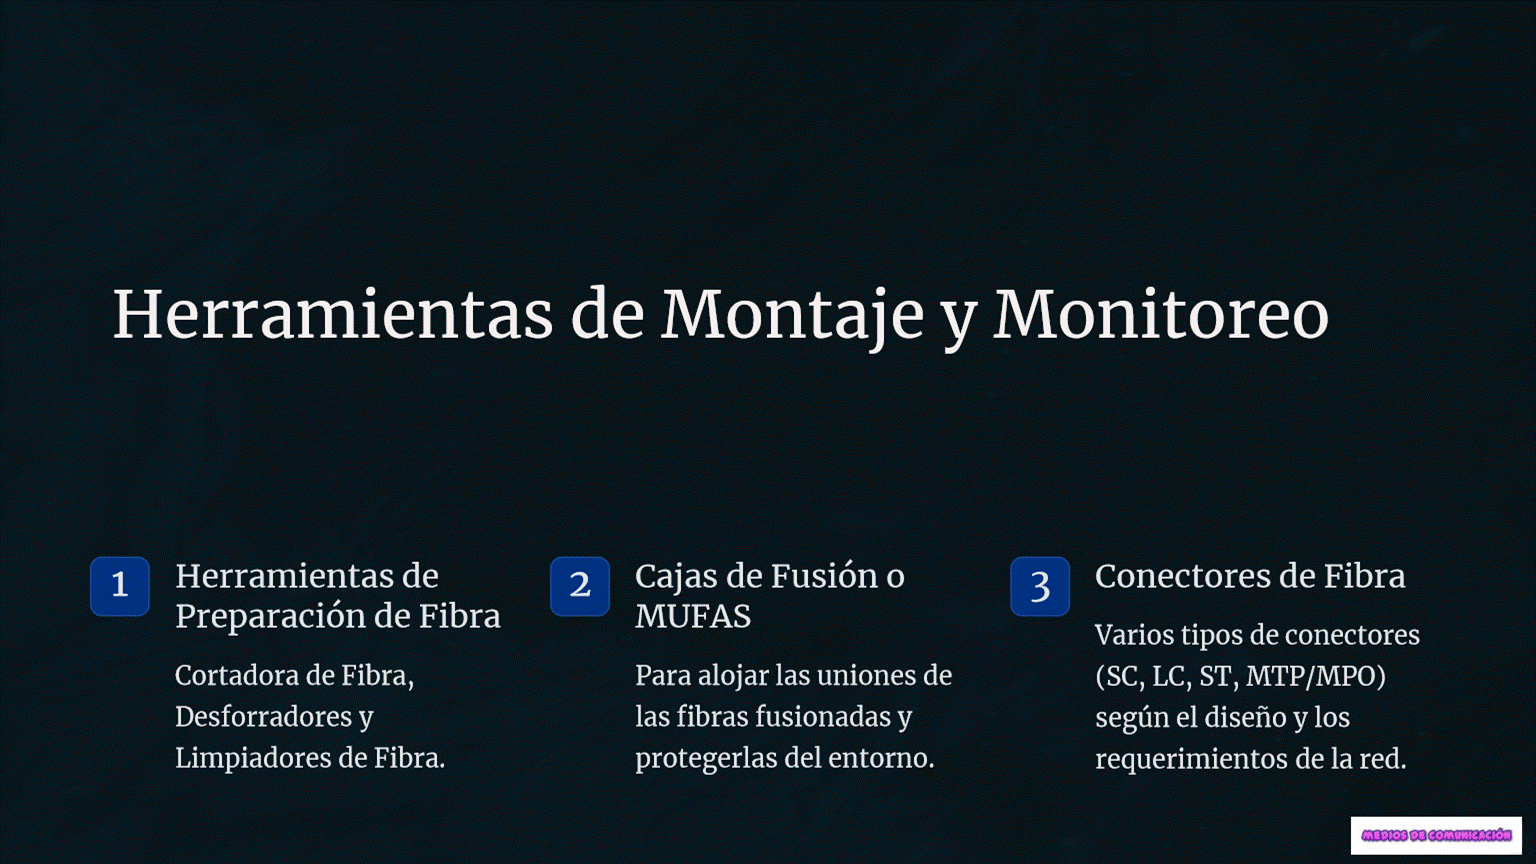 Herramientas de Montaje y Monitoreo
1
Herramientas de
Preparación de Fibra
Cortadora de Fibra,
Desforradores y
Limpiadores de Fibra.
2
Cajas de Fusión o
MUFAS
Para alojar las uniones de
las fibras fusionadas y
protegerlas del entorno.
3
Conectores de Fibra
Varios tipos de conectores
(SC, LC, ST, MTP/MPO)
según el diseño y los
requerimientos de la red.
MEDIOS DE COMUNICACIÓN